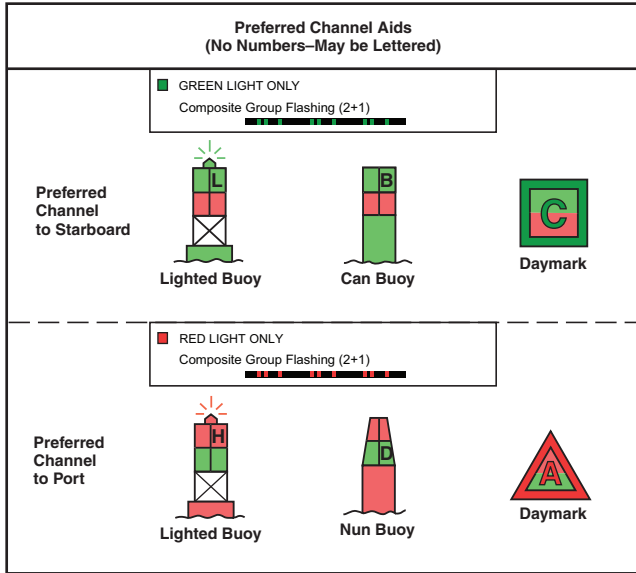 Preferred Channel Aids
(No Numbers–May be Lettered)
GREEN LIGHT ONLY
Composite Group Flashing (2+1)
L
B
C
Preferred
Channel
to Starboard
Lighted Buoy
Can Buoy
Daymark
RED LIGHT ONLY
Composite Group Flashing (2+1)
H
D
A
Preferred
Channel
to Port
Lighted Buoy
Nun Buoy
Daymark